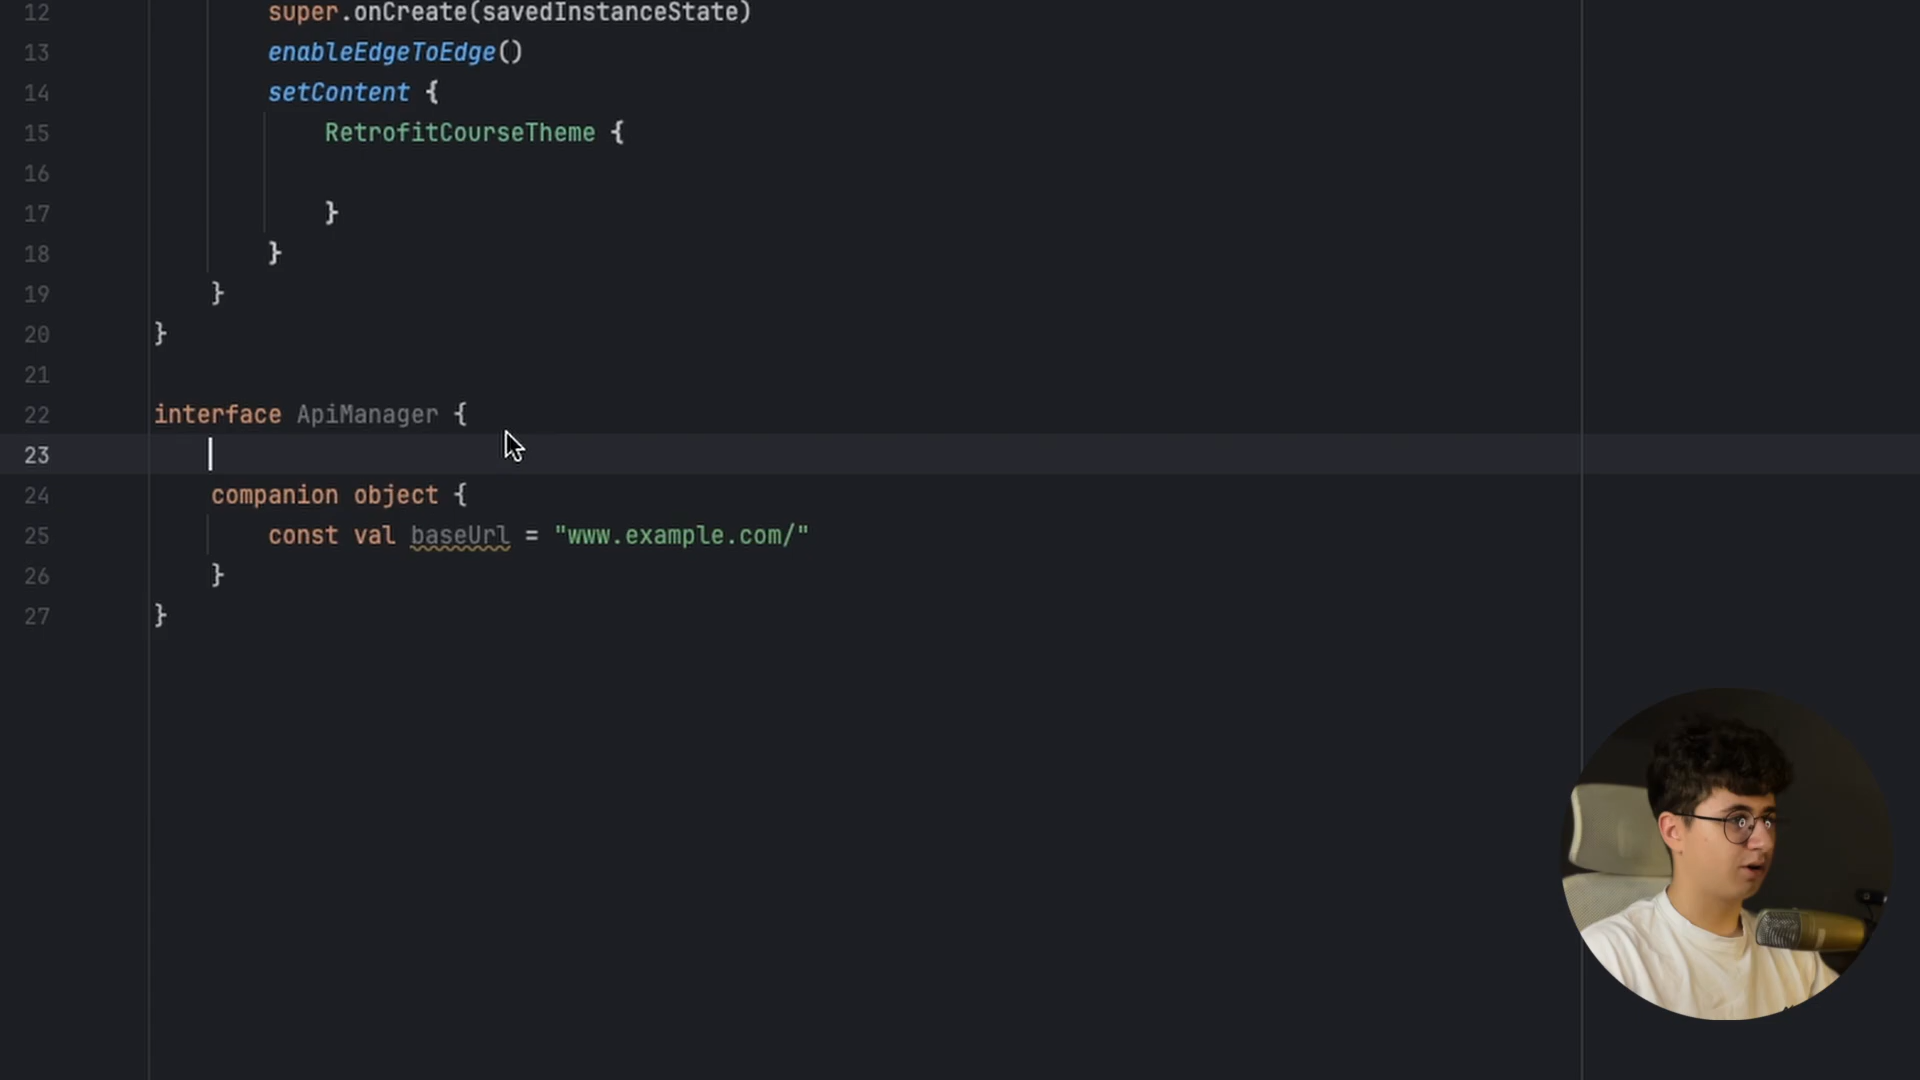 12 super.onCreate(savedInstanceState)
13 enableEdgeToEdge()
14 setContent {
15 RetrofitCourseTheme {
16
17 }
18 }
19 }
20 }
21
22 interface ApiManager {
23
24 companion object {
25 const val baseUrl = "www.example.com/"
26 }
27 }